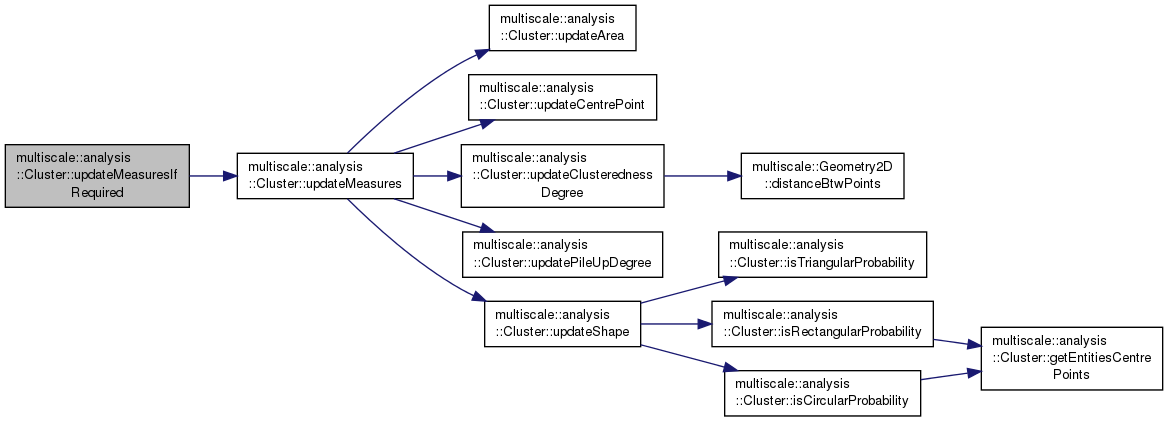 multiscale::analysis
::Cluster::updateMeasuresIf
Required
multiscale::analysis
::Cluster::updateMeasures
multiscale::analysis
::Cluster::updateArea
multiscale::analysis
::Cluster::updateCentrePoint
multiscale::analysis
::Cluster::updateClusteredness
Degree
multiscale::Geometry2D
::distanceBtwPoints
multiscale::analysis
::Cluster::updatePileUpDegree
multiscale::analysis
::Cluster::updateShape
multiscale::analysis
::Cluster::isTriangularProbability
multiscale::analysis
::Cluster::isRectangularProbability
multiscale::analysis
::Cluster::isCircularProbability
multiscale::analysis
::Cluster::getEntitiesCentre
Points